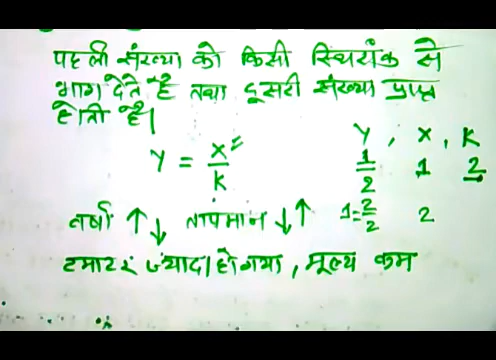 पहली संख्या को किसी स्थिरांक से
भाग देते है तथा दूसरी संख्या प्राप्त
होती है।
Y = X/K
Y , X , K
1/2 1 2
1=2/2 2
वर्षा ↑↓ तापमान ↓↑
टमाटर ज्यादा हो गया , मूल्य कम